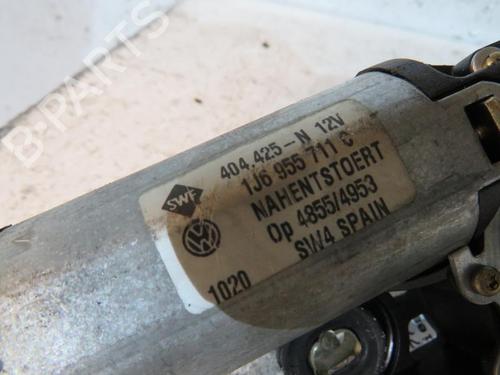 B-PARTS
404.425-N 12V
1J6 955 711 C
NAHENTSTOERT
Op 4855/4953
SW4 SPAIN
SWF
1020